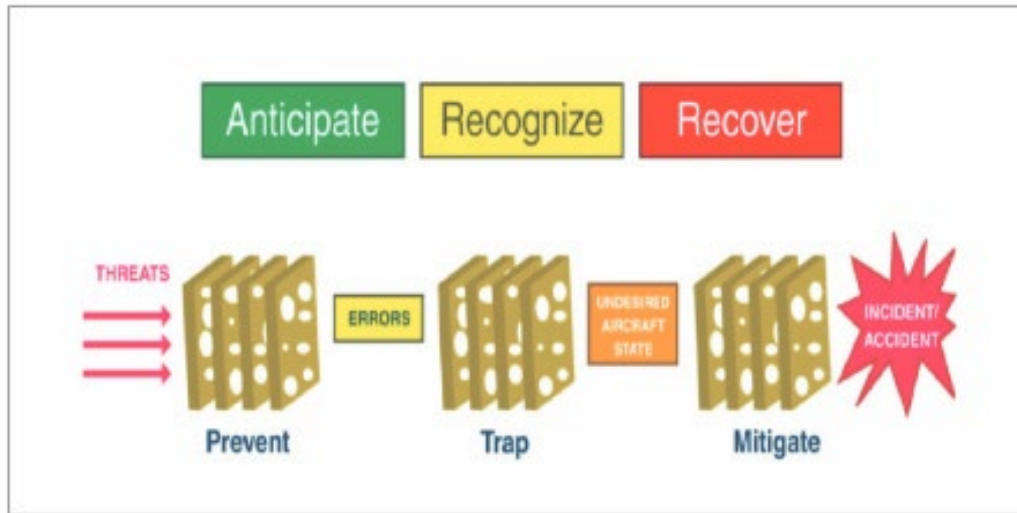 Anticipate
Recognize
Recover
THREATS
ERRORS
UNDESIRED
AIRCRAFT
STATE
INCIDENT/
ACCIDENT
Prevent
Trap
Mitigate